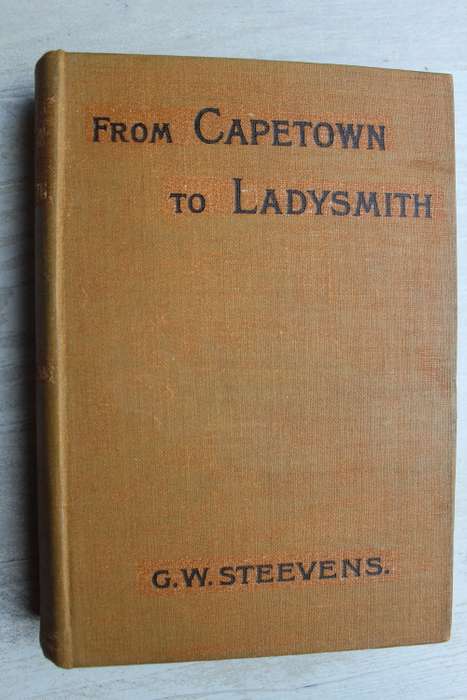 FROM CAPETOWN
TO LADYSMITH
G.W. STEEVENS.